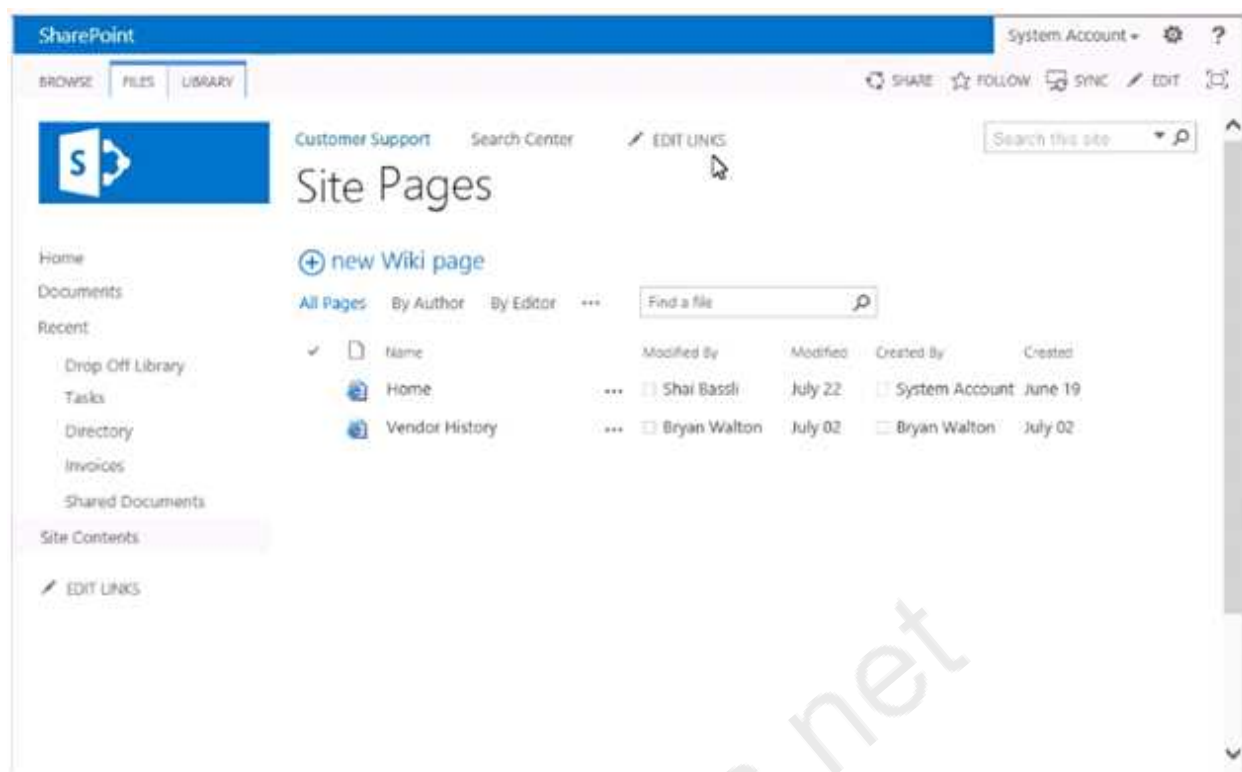 SharePoint
System Account
?
BROWSE FILES LIBRARY
SHARE FOLLOW SYNC EDIT
S
Customer Support Search Center EDIT LINKS
Search this site
Site Pages
Home
new Wiki page
Documents
All Pages By Author By Editor ... Find a file
Recent
Name Modified By Modified Created By Created
Drop Off Library
Home ... Shai Bassli July 22 System Account June 19
Tasks
Directory
Vendor History ... Bryan Walton July 02 Bryan Walton July 02
Invoices
Shared Documents
Site Contents
EDIT LINKS
net